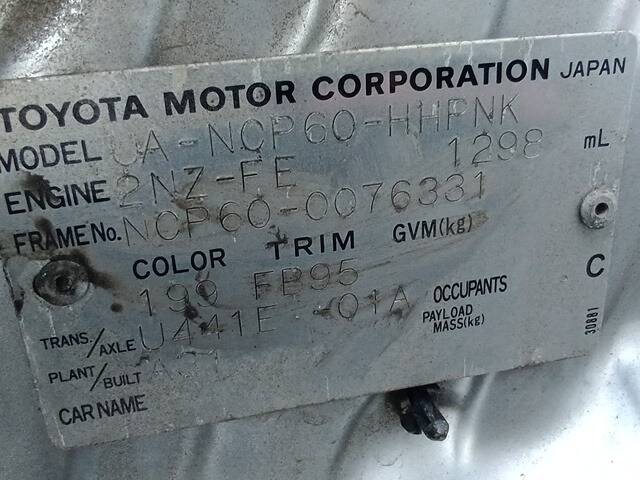 TOYOTA MOTOR CORPORATION JAPAN
MODEL UA-NCP60-HHPNK
ENGINE 2NZ-FE 1298 mL
FRAME No. NCP60-0076331
COLOR TRIM GVM(kg)
199 FB95 C
TRANS./AXLE U441E -01A OCCUPANTS
PAYLOAD MASS(kg)
PLANT/BUILT A31
CAR NAME
30881